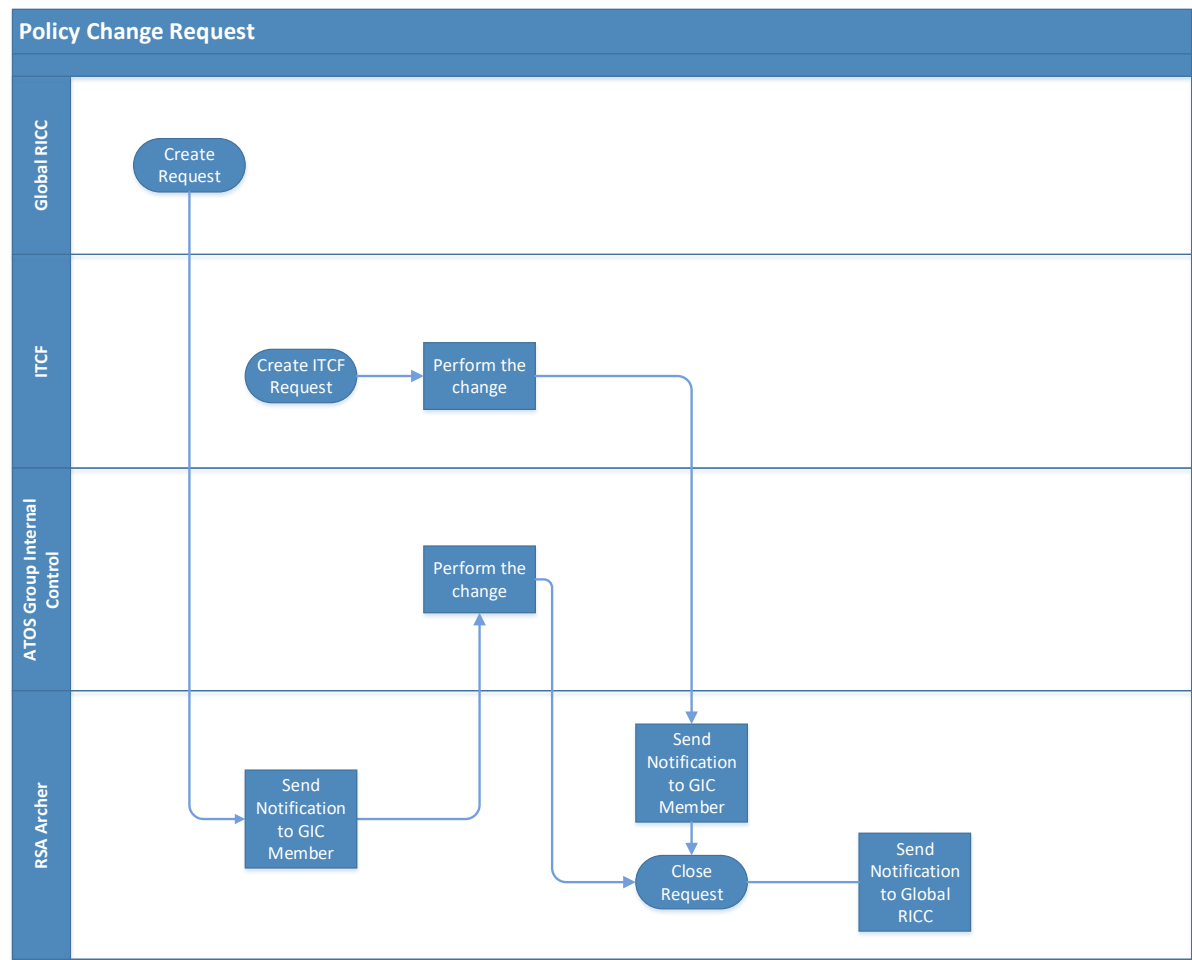 Policy Change Request
Global RICC
Create
Request
ITCF
Create ITCF
Request
Perform the
change
ATOS Group Internal
Control
Perform the
change
RSA Archer
Send
Notification
to GIC
Member
Send
Notification
to GIC
Member
Close
Request
Send
Notification
to Global
RICC